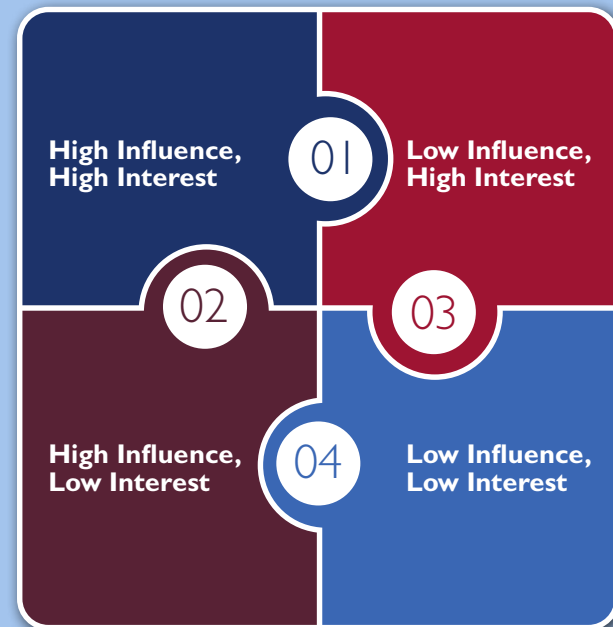 High Influence,
High Interest
01
Low Influence,
High Interest
02
03
High Influence,
Low Interest
04
Low Influence,
Low Interest